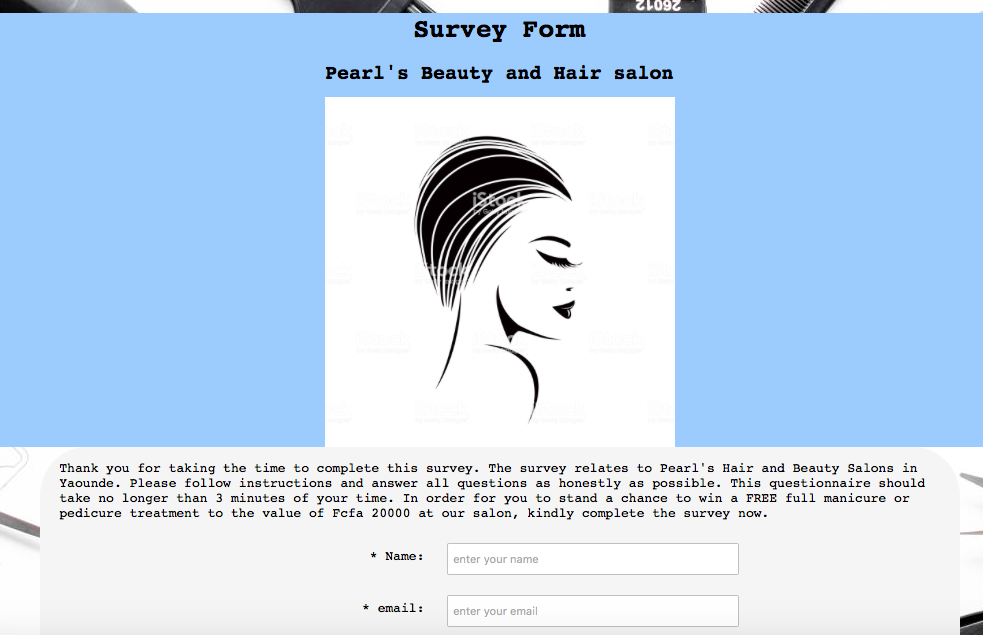 26012
Survey Form
Pearl's Beauty and Hair salon
iStock
Thank you for taking the time to complete this survey. The survey relates to Pearl's Hair and Beauty Salons in
Yaounde. Please follow instructions and answer all questions as honestly as possible. This questionnaire should
take no longer than 3 minutes of your time. In order for you to stand a chance to win a FREE full manicure or
pedicure treatment to the value of Fcfa 20000 at our salon, kindly complete the survey now.
* Name:
enter your name
* email:
enter your email